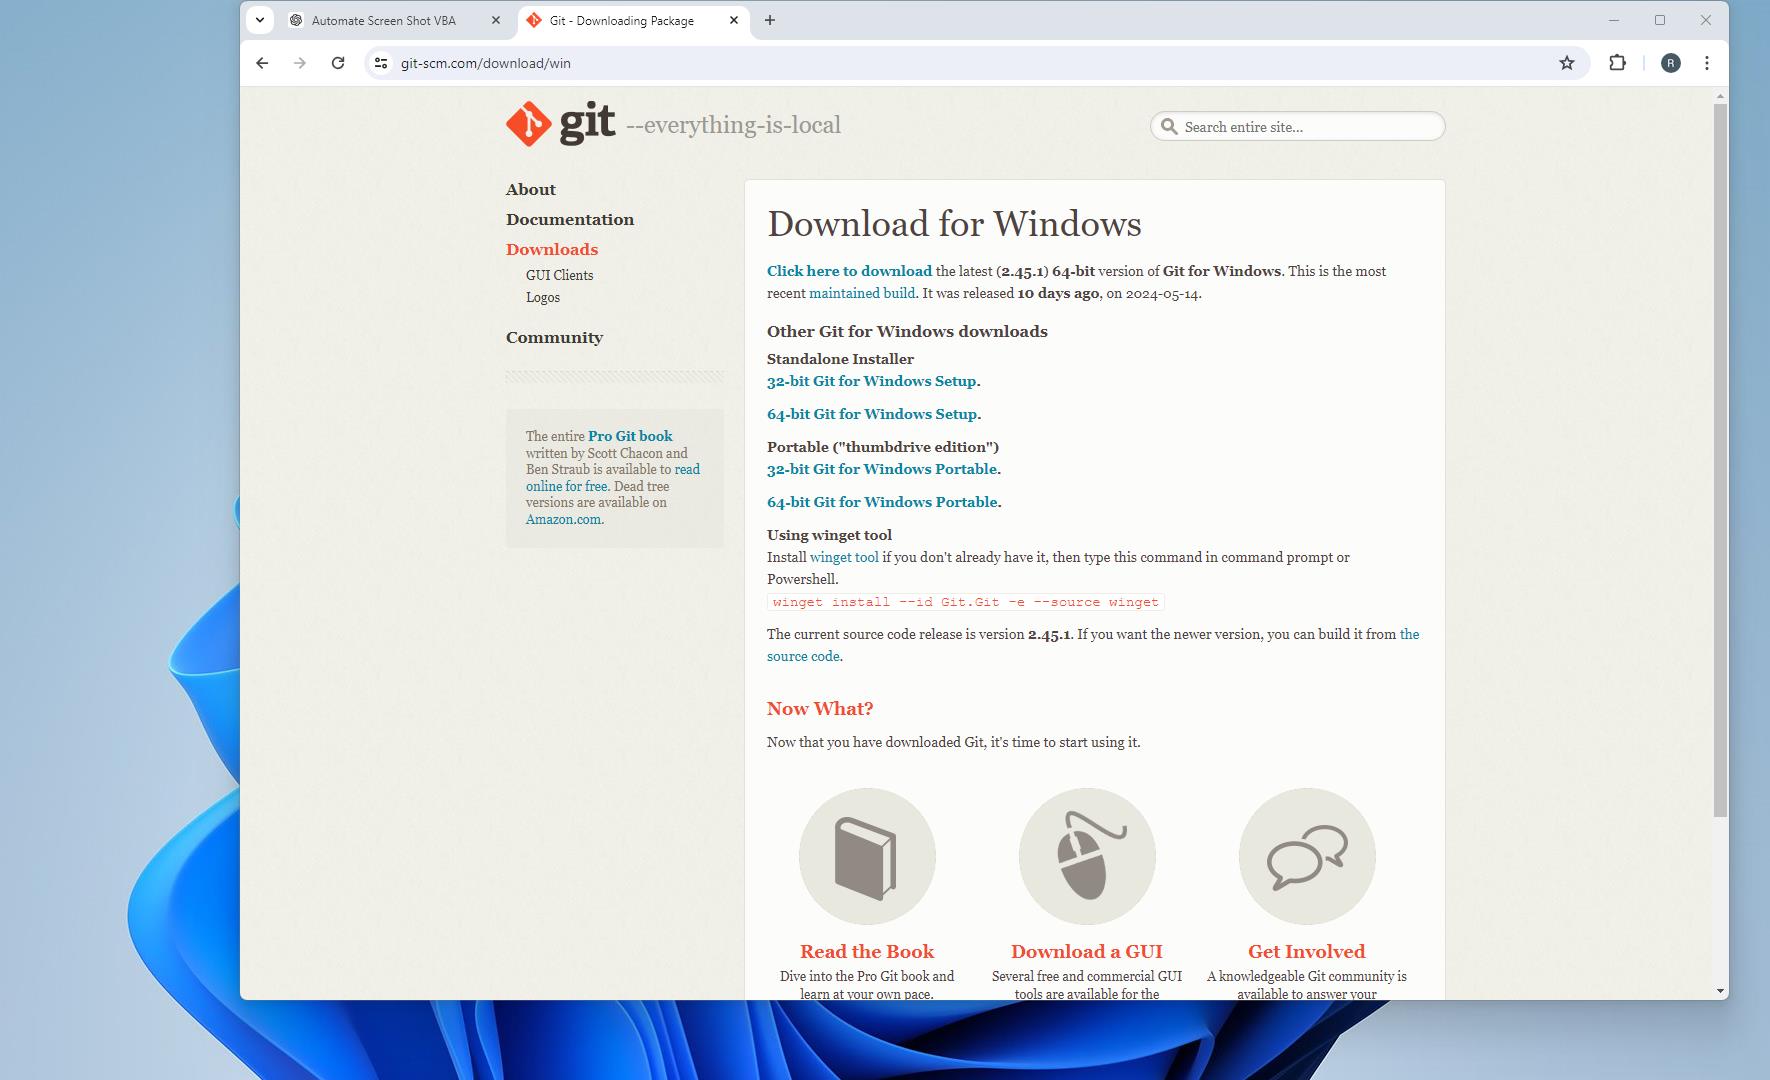 Automate Screen Shot VBA
Git - Downloading Package
git-scm.com/download/win
R
git --everything-is-local
Search entire site...
About
Documentation
Downloads
GUI Clients
Logos
Community
The entire Pro Git book
written by Scott Chacon and
Ben Straub is available to read
online for free. Dead tree
versions are available on
Amazon.com.
Download for Windows
Click here to download the latest (2.45.1) 64-bit version of Git for Windows. This is the most
recent maintained build. It was released 10 days ago, on 2024-05-14.
Other Git for Windows downloads
Standalone Installer
32-bit Git for Windows Setup.
64-bit Git for Windows Setup.
Portable ("thumbdrive edition")
32-bit Git for Windows Portable.
64-bit Git for Windows Portable.
Using winget tool
Install winget tool if you don't already have it, then type this command in command prompt or
Powershell.
winget install --id Git.Git -e --source winget
The current source code release is version 2.45.1. If you want the newer version, you can build it from the
source code.
Now What?
Now that you have downloaded Git, it's time to start using it.
Read the Book
Dive into the Pro Git book and
learn at your own pace.
Download a GUI
Several free and commercial GUI
tools are available for the
Get Involved
A knowledgeable Git community is
available to answer your